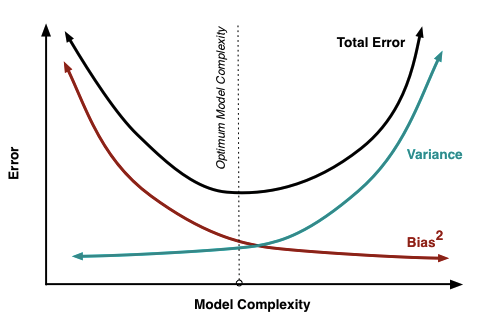 Optimum Model Complexity
Total Error
Variance
Bias2
Error
Model Complexity